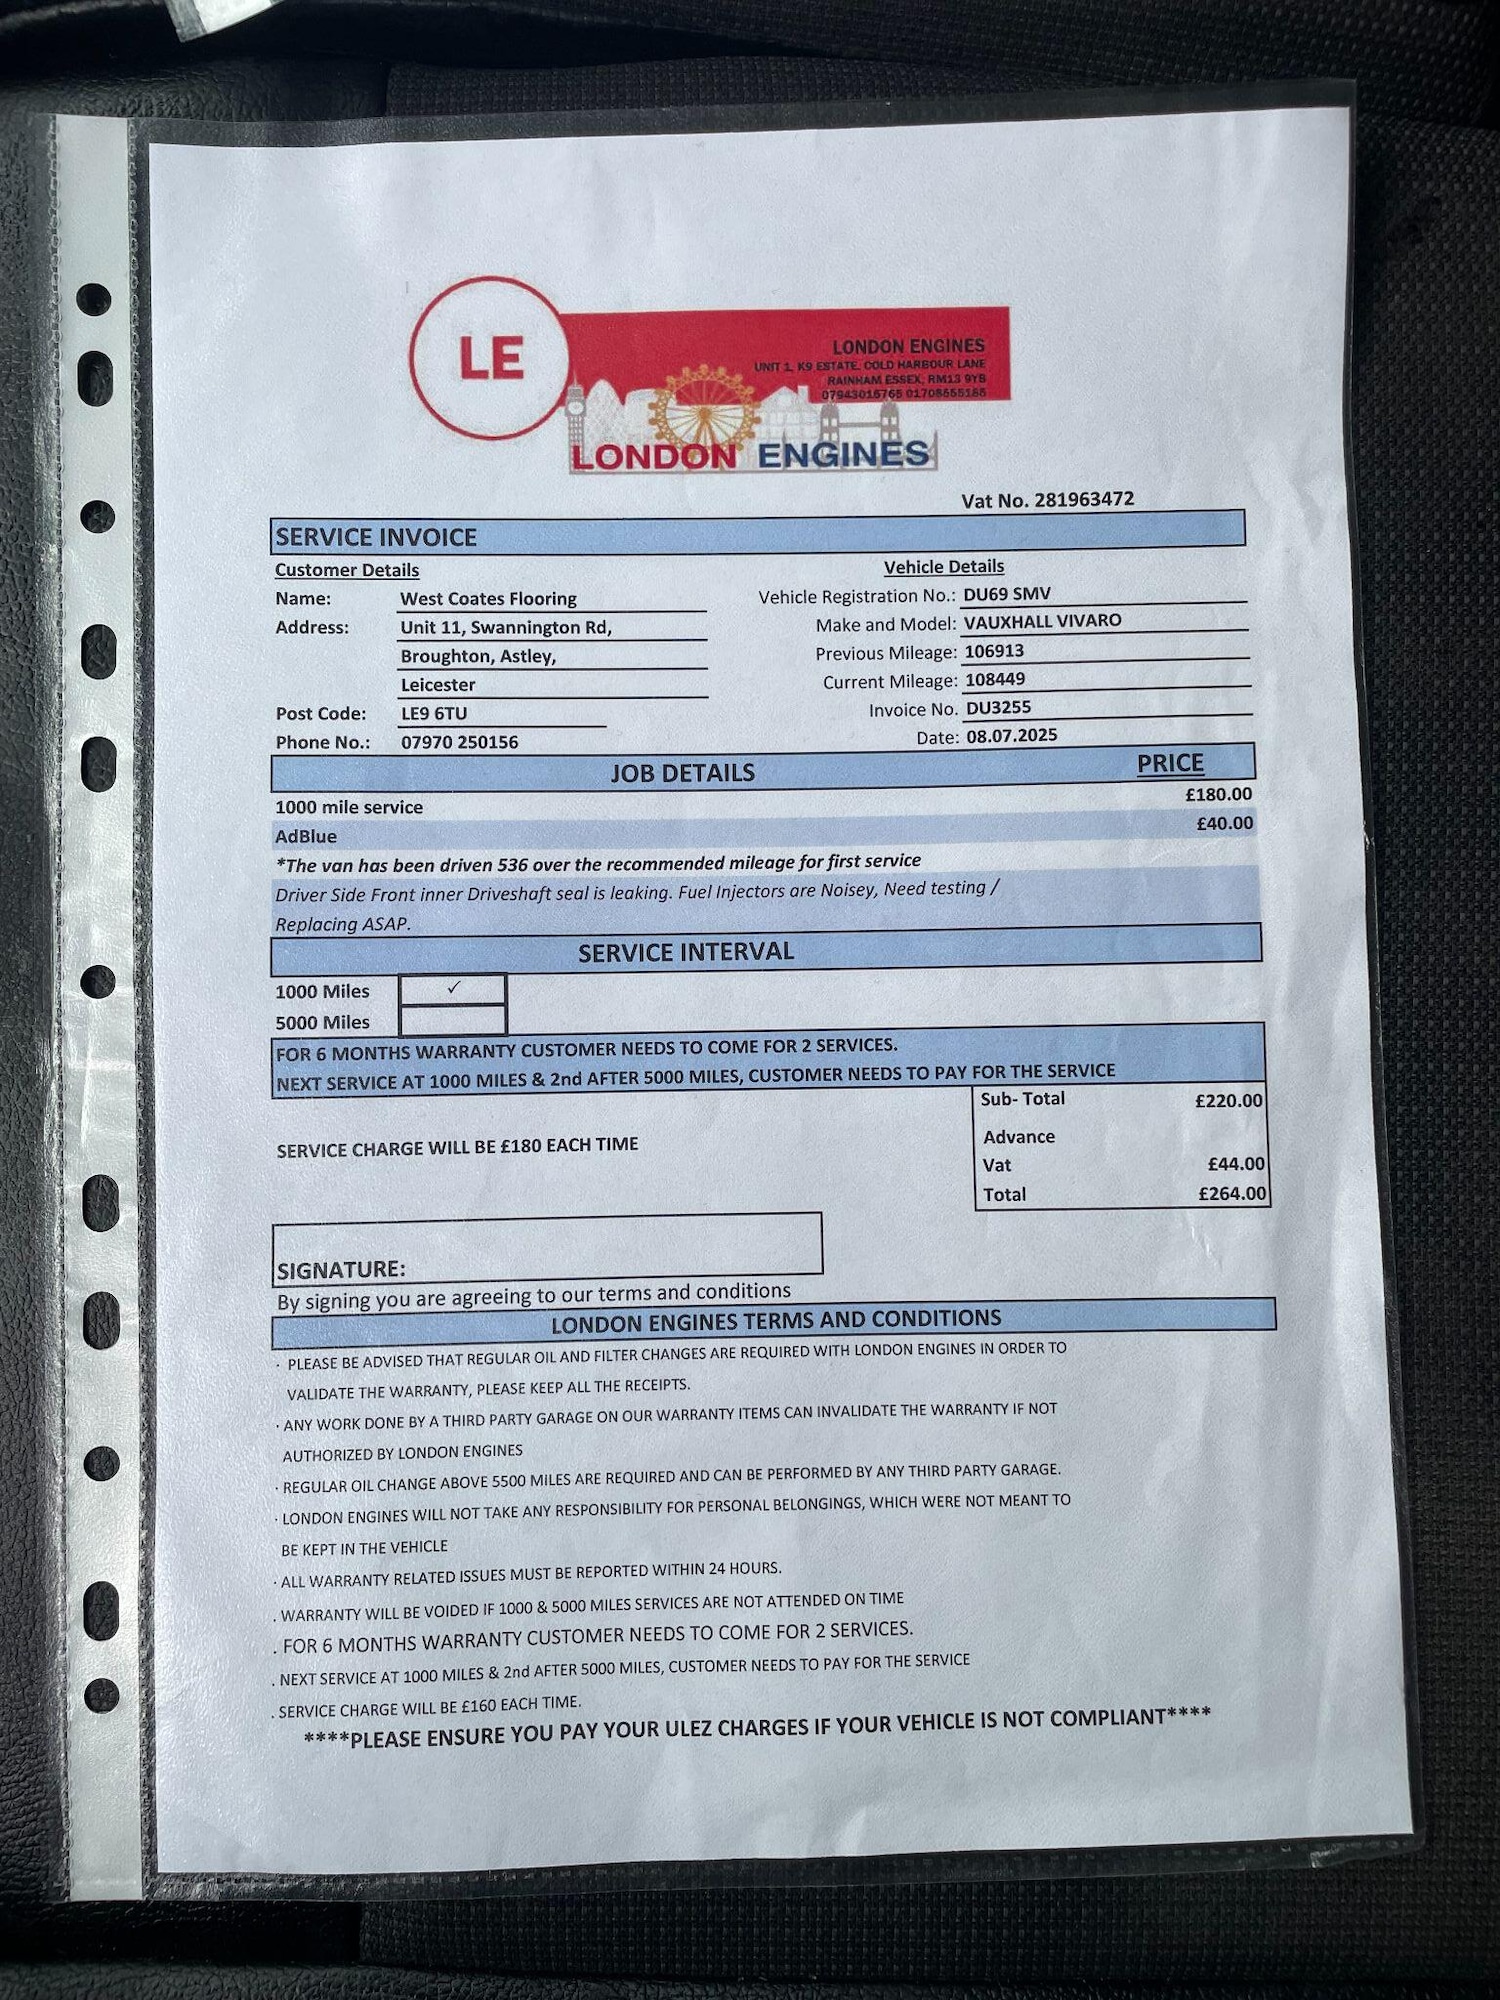 LE
LONDON ENGINES
UNIT 1, K9 ESTATE, COLD HARBOUR LANE
RAINHAM ESSEX, RM13 9YB
07943015765 01708555155
LONDON ENGINES
Vat No. 281963472
SERVICE INVOICE
Customer Details Vehicle Details
Name: West Coates Flooring Vehicle Registration No.: DU69 SMV
Address: Unit 11, Swannington Rd, Make and Model: VAUXHALL VIVARO
Broughton, Astley, Previous Mileage: 106913
Leicester Current Mileage: 108449
Post Code: LE9 6TU Invoice No. DU3255
Phone No.: 07970 250156 Date: 08.07.2025
JOB DETAILS PRICE
1000 mile service £180.00
AdBlue £40.00
*The van has been driven 536 over the recommended mileage for first service
Driver Side Front inner Driveshaft seal is leaking. Fuel Injectors are Noisey, Need testing /
Replacing ASAP.
SERVICE INTERVAL
1000 Miles ✓
5000 Miles
FOR 6 MONTHS WARRANTY CUSTOMER NEEDS TO COME FOR 2 SERVICES.
NEXT SERVICE AT 1000 MILES & 2nd AFTER 5000 MILES, CUSTOMER NEEDS TO PAY FOR THE SERVICE
Sub- Total £220.00
SERVICE CHARGE WILL BE £180 EACH TIME Advance
Vat £44.00
Total £264.00
SIGNATURE:
By signing you are agreeing to our terms and conditions
LONDON ENGINES TERMS AND CONDITIONS
· PLEASE BE ADVISED THAT REGULAR OIL AND FILTER CHANGES ARE REQUIRED WITH LONDON ENGINES IN ORDER TO
VALIDATE THE WARRANTY, PLEASE KEEP ALL THE RECEIPTS.
· ANY WORK DONE BY A THIRD PARTY GARAGE ON OUR WARRANTY ITEMS CAN INVALIDATE THE WARRANTY IF NOT
AUTHORIZED BY LONDON ENGINES
· REGULAR OIL CHANGE ABOVE 5500 MILES ARE REQUIRED AND CAN BE PERFORMED BY ANY THIRD PARTY GARAGE.
· LONDON ENGINES WILL NOT TAKE ANY RESPONSIBILITY FOR PERSONAL BELONGINGS, WHICH WERE NOT MEANT TO
BE KEPT IN THE VEHICLE
· ALL WARRANTY RELATED ISSUES MUST BE REPORTED WITHIN 24 HOURS.
. WARRANTY WILL BE VOIDED IF 1000 & 5000 MILES SERVICES ARE NOT ATTENDED ON TIME
. FOR 6 MONTHS WARRANTY CUSTOMER NEEDS TO COME FOR 2 SERVICES.
. NEXT SERVICE AT 1000 MILES & 2nd AFTER 5000 MILES, CUSTOMER NEEDS TO PAY FOR THE SERVICE
. SERVICE CHARGE WILL BE £160 EACH TIME.
****PLEASE ENSURE YOU PAY YOUR ULEZ CHARGES IF YOUR VEHICLE IS NOT COMPLIANT****